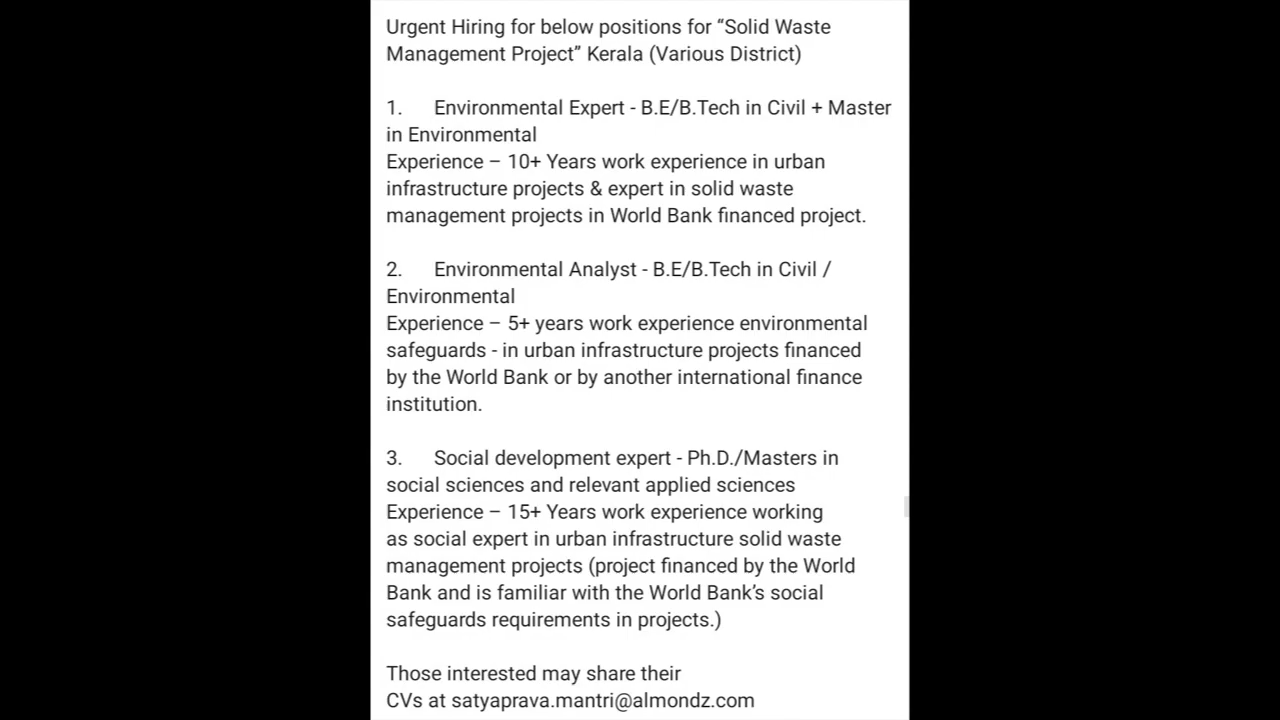 Urgent Hiring for below positions for “Solid Waste
Management Project” Kerala (Various District)
1. Environmental Expert - B.E/B.Tech in Civil + Master
in Environmental
Experience – 10+ Years work experience in urban
infrastructure projects & expert in solid waste
management projects in World Bank financed project.
2. Environmental Analyst - B.E/B.Tech in Civil /
Environmental
Experience – 5+ years work experience environmental
safeguards - in urban infrastructure projects financed
by the World Bank or by another international finance
institution.
3. Social development expert - Ph.D./Masters in
social sciences and relevant applied sciences
Experience – 15+ Years work experience working
as social expert in urban infrastructure solid waste
management projects (project financed by the World
Bank and is familiar with the World Bank’s social
safeguards requirements in projects.)
Those interested may share their
CVs at satyaprava.mantri@almondz.com